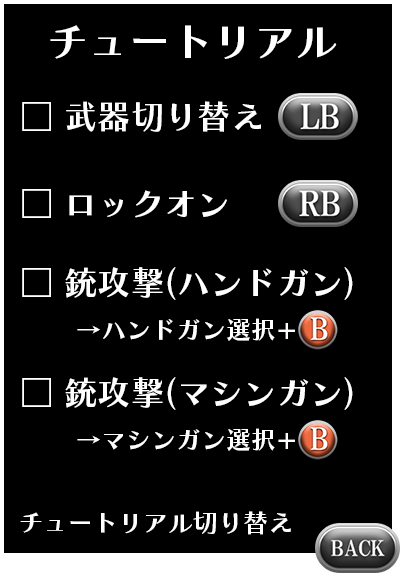 チュートリアル
□ 武器切り替え LB
□ ロックオン RB
□ 銃攻撃(ハンドガン)
→ハンドガン選択+B
□ 銃攻撃(マシンガン)
→マシンガン選択+B
チュートリアル切り替え BACK